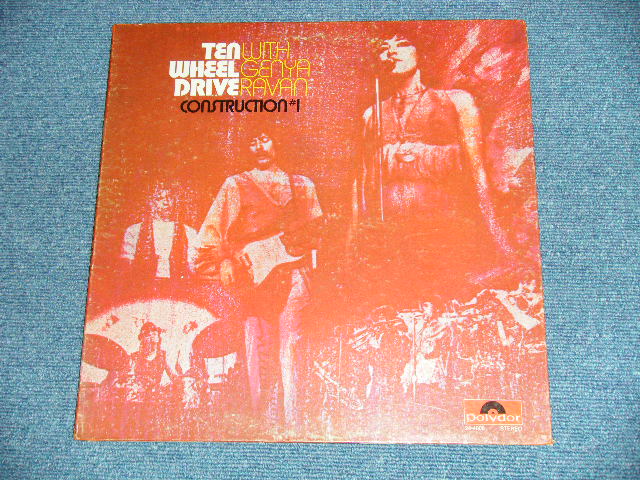 TEN WITH
WHEEL GENYA
DRIVE RAVAN
CONSTRUCTION #1
Polydor
STEREO